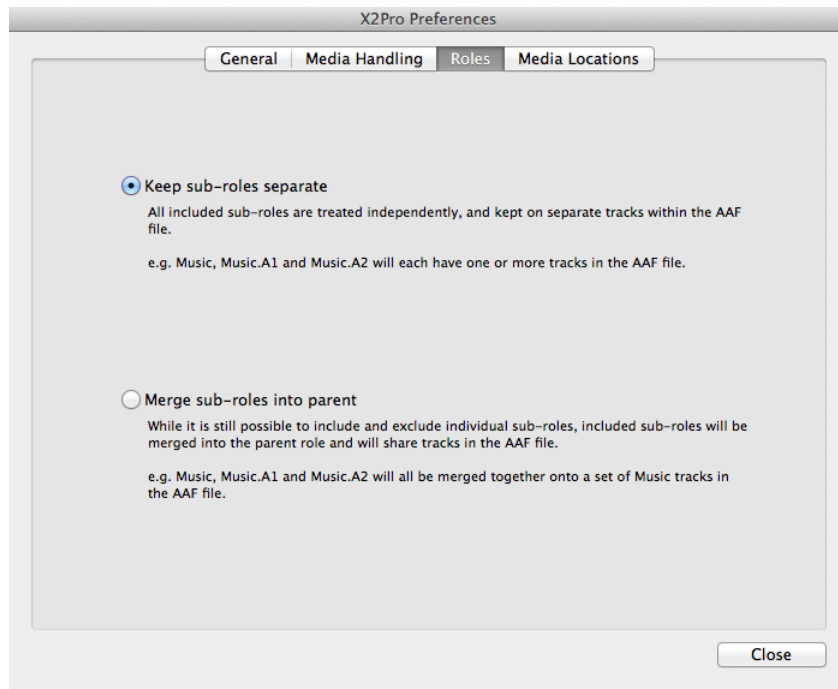 X2Pro Preferences
General Media Handling Roles Media Locations
Keep sub-roles separate
All included sub-roles are treated independently, and kept on separate tracks within the AAF
file.
e.g. Music, Music.A1 and Music.A2 will each have one or more tracks in the AAF file.
Merge sub-roles into parent
While it is still possible to include and exclude individual sub-roles, included sub-roles will be
merged into the parent role and will share tracks in the AAF file.
e.g. Music, Music.A1 and Music.A2 will all be merged together onto a set of Music tracks in
the AAF file.
Close